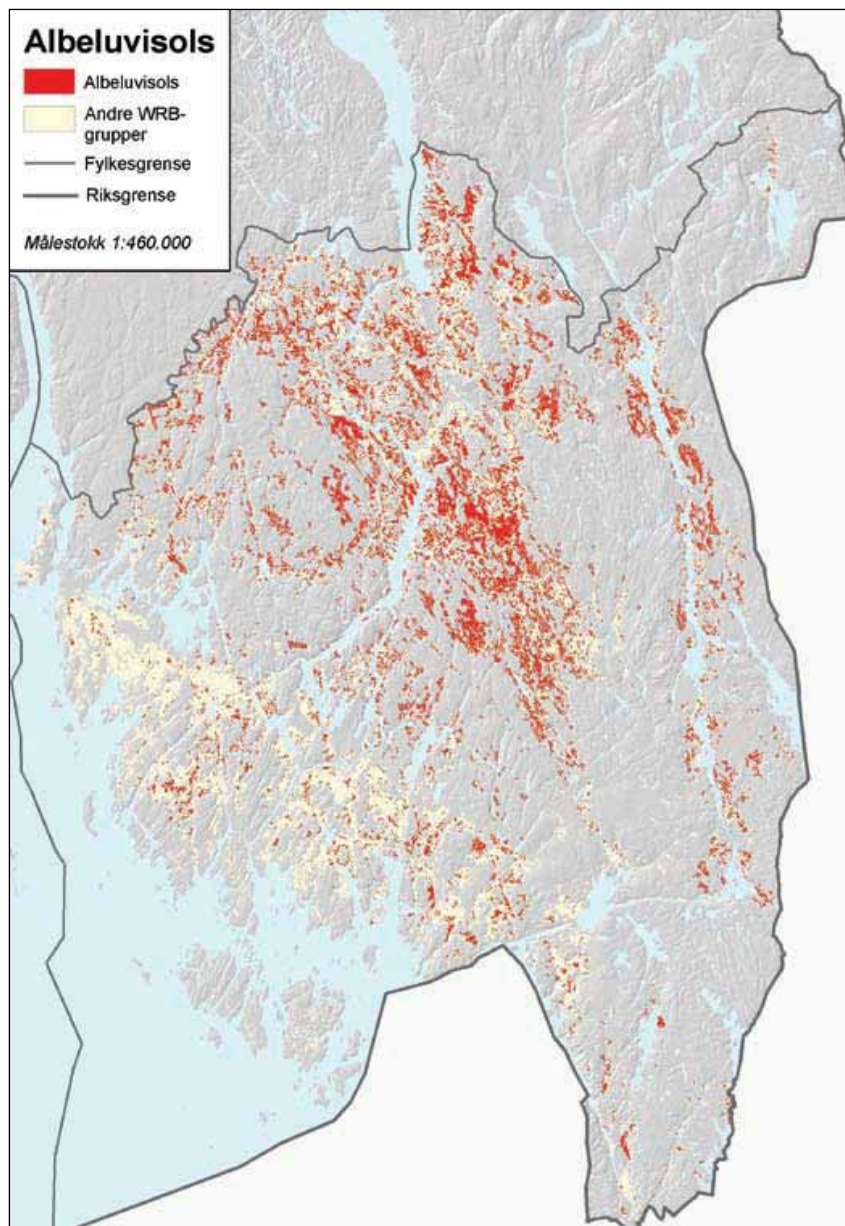 Albeluvisols
Albeluvisols
Andre WRB-
grupper
Fylkesgrense
Riksgrense
Målestokk 1:460.000